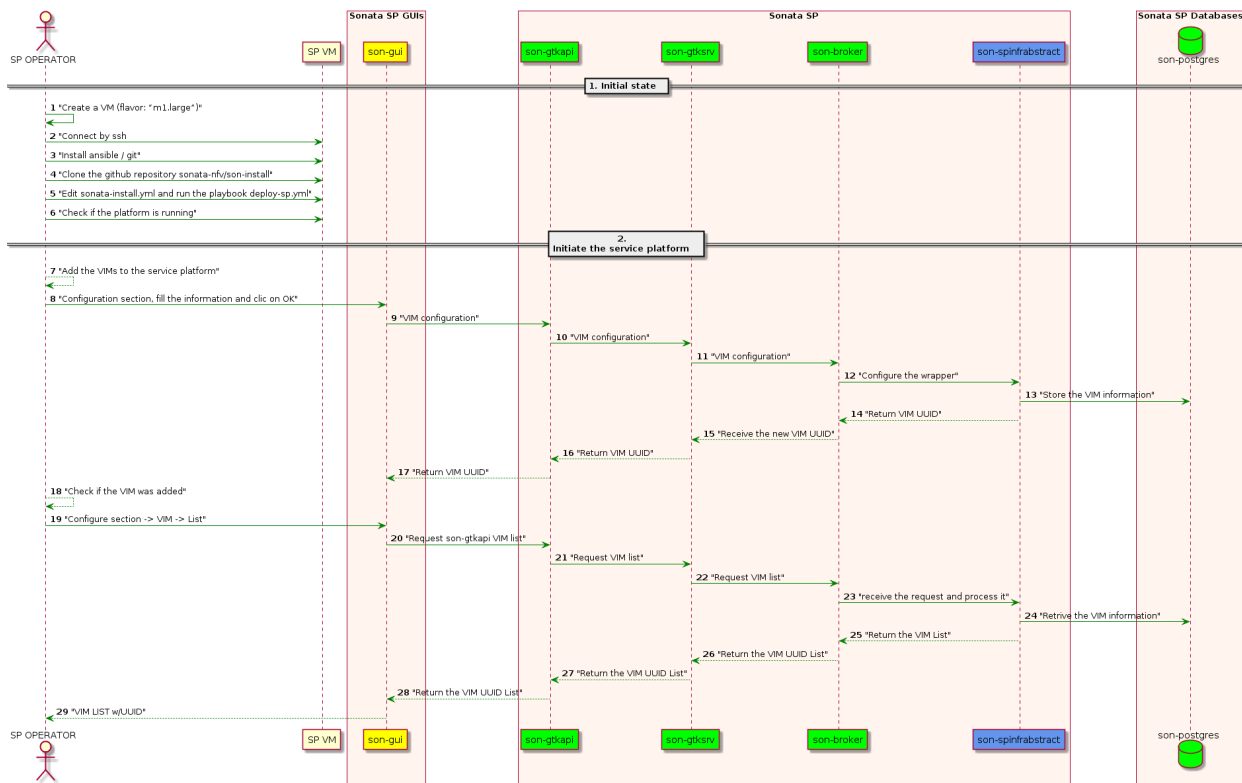 Sonata SP GUIs
Sonata SP
Sonata SP Databases
SP OPERATOR
SP VM
son-gui
son-gtkapi
son-gtksrv
son-broker
son-spinfrabstract
son-postgres
1. Initial state
1 "Create a VM (flavor: “m1.large”)"
2 "Connect by ssh
3 "Install ansible / git"
4 "Clone the github repository sonata-nfv/son-install"
5 "Edit sonata-install.yml and run the playbook deploy-sp.yml"
6 "Check if the platform is running"
2.
Initiate the service platform
7 "Add the VIMs to the service platform"
8 "Configuration section, fill the information and clic on OK"
9 "VIM configuration"
10 "VIM configuration"
11 "VIM configuration"
12 "Configure the wrapper"
13 "Store the VIM information"
14 "Return VIM UUID"
15 "Receive the new VIM UUID"
16 "Return VIM UUID"
17 "Return VIM UUID"
18 "Check if the VIM was added"
19 "Configure section -> VIM -> List"
20 "Request son-gtkapi VIM list"
21 "Request VIM list"
22 "Request VIM list"
23 "receive the request and process it"
24 "Retrive the VIM information"
25 "Return the VIM List"
26 "Return the VIM UUID List"
27 "Return the VIM UUID List"
28 "Return the VIM UUID List"
29 "VIM LIST w/UUID"
SP OPERATOR
SP VM
son-gui
son-gtkapi
son-gtksrv
son-broker
son-spinfrabstract
son-postgres